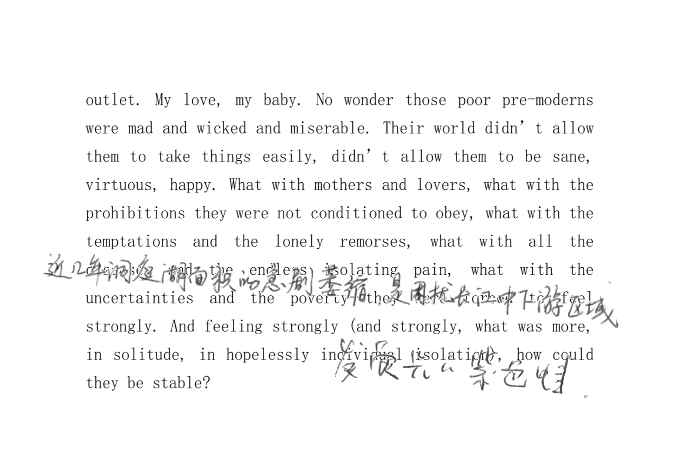 outlet. My love, my baby. No wonder those poor pre-moderns
were mad and wicked and miserable. Their world didn’t allow
them to take things easily, didn’t allow them to be sane,
virtuous, happy. What with mothers and lovers, what with the
prohibitions they were not conditioned to obey, what with the
temptations and the lonely remorses, what with all the
diseases and the endless isolating pain, what with the
近几年洞庭湖面积的急剧萎缩 是困扰长江中下游区域
uncertainties and the poverty they were forced to feel
strongly. And feeling strongly (and strongly, what was more,
in solitude, in hopelessly individual isolation, how could
紫色
they be stable?